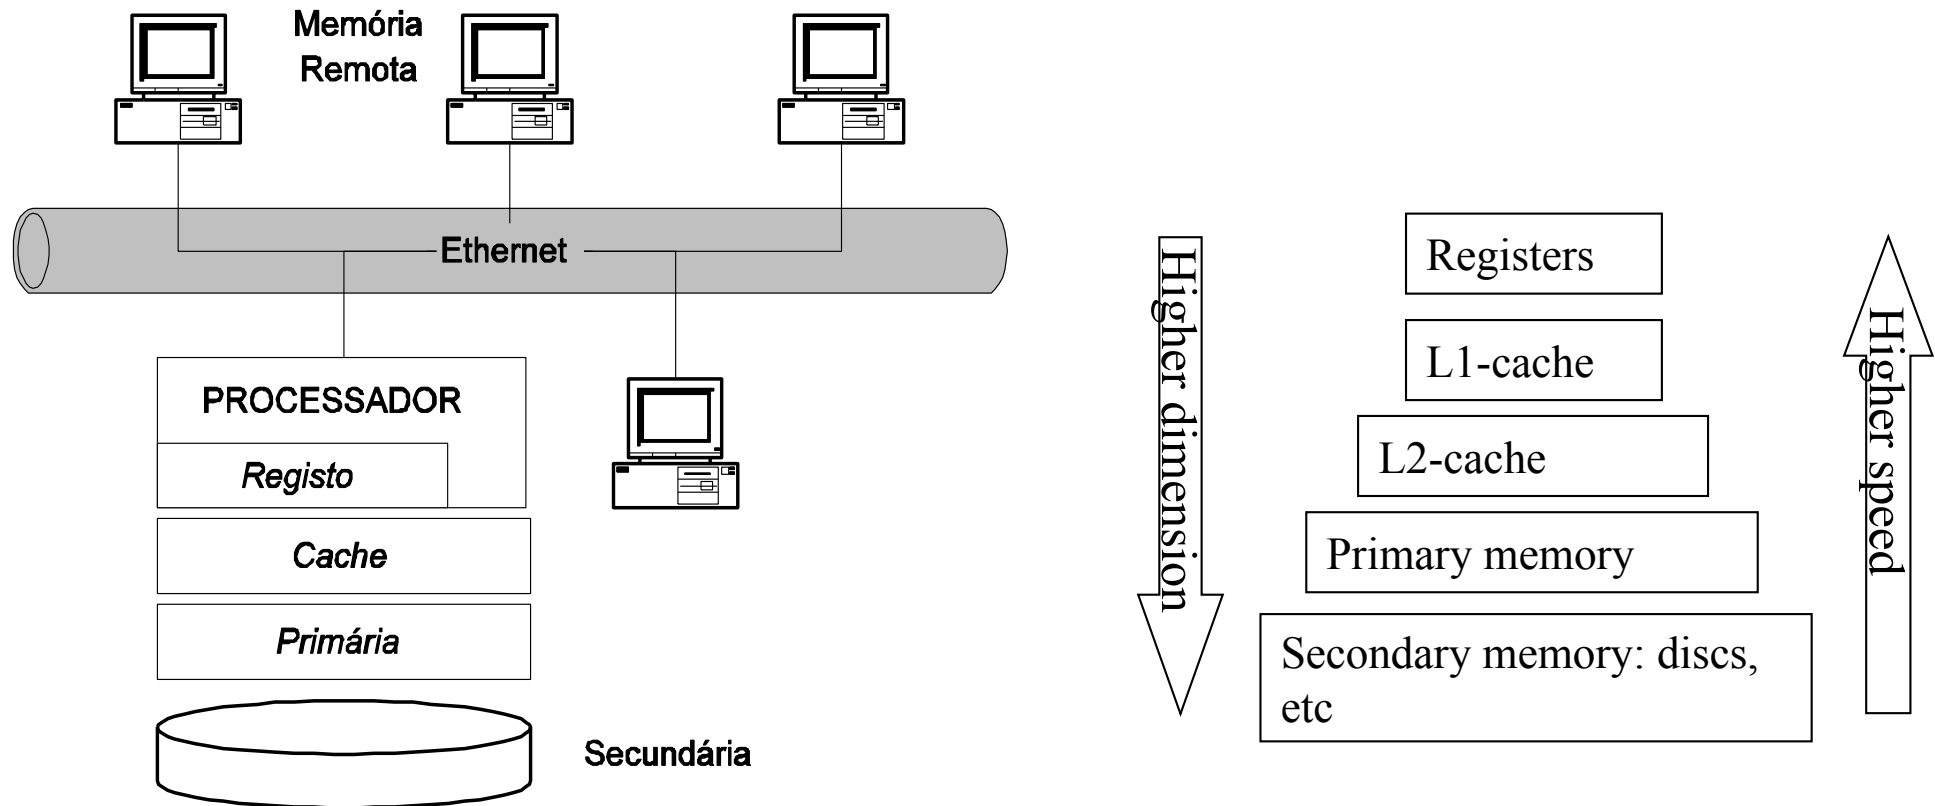 Memória
Remota
Ethernet
PROCESSADOR
Registo
Cache
Primária
Secundária
Higher dimension
Registers
L1-cache
L2-cache
Primary memory
Secondary memory: discs,
etc
Higher speed